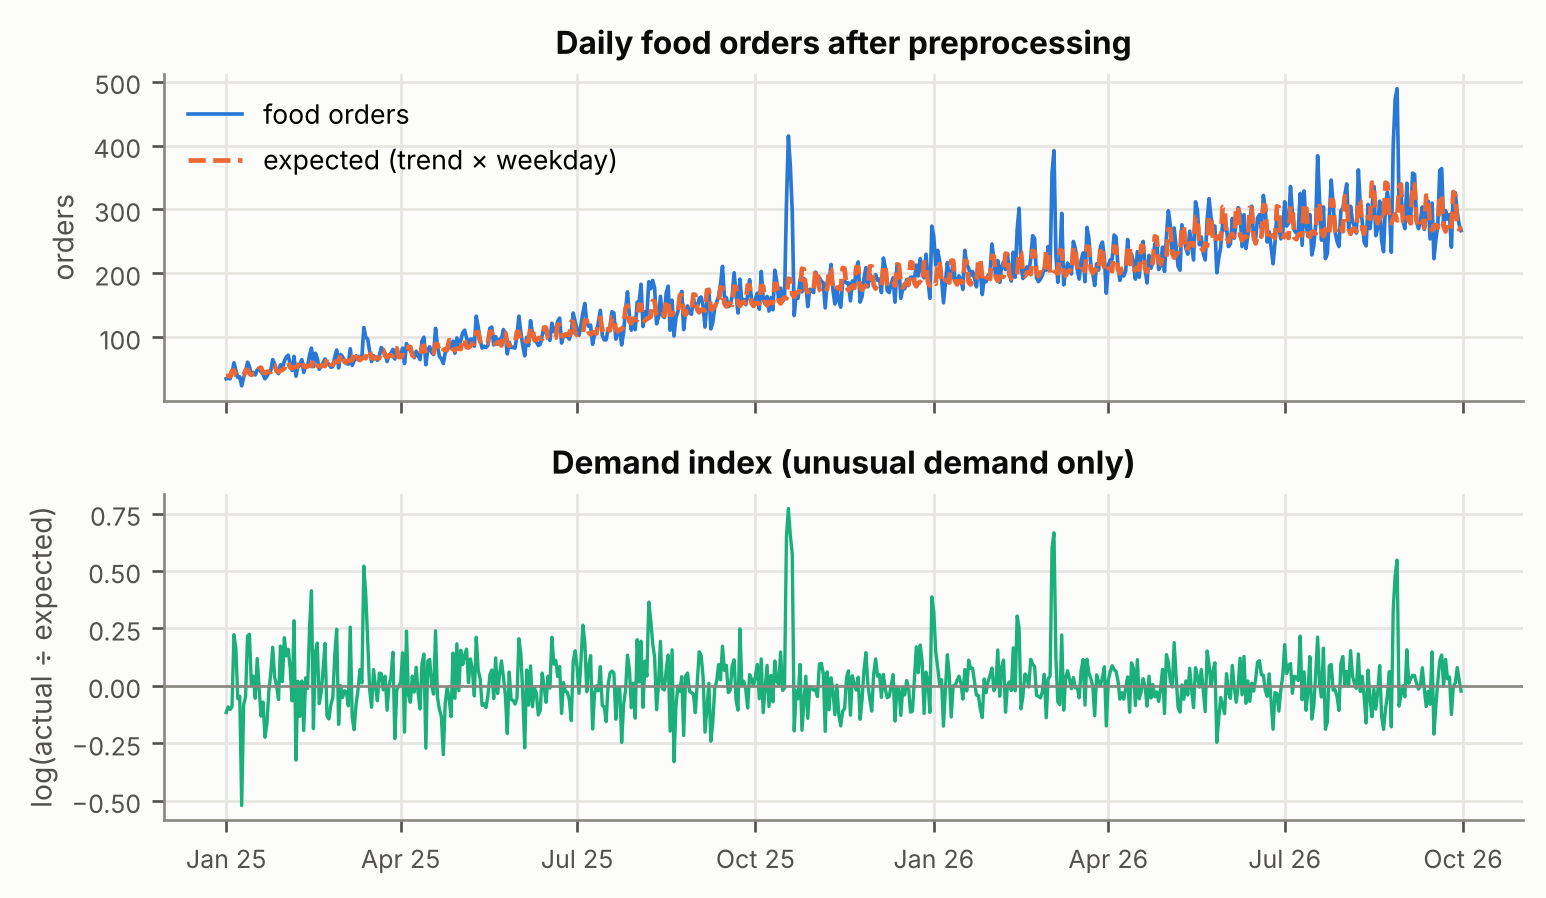 Daily food orders after preprocessing
500
400
300
200
100
orders
food orders
expected (trend × weekday)
Demand index (unusual demand only)
0.75
0.50
0.25
0.00
−0.25
−0.50
log(actual ÷ expected)
Jan 25 Apr 25 Jul 25 Oct 25 Jan 26 Apr 26 Jul 26 Oct 26